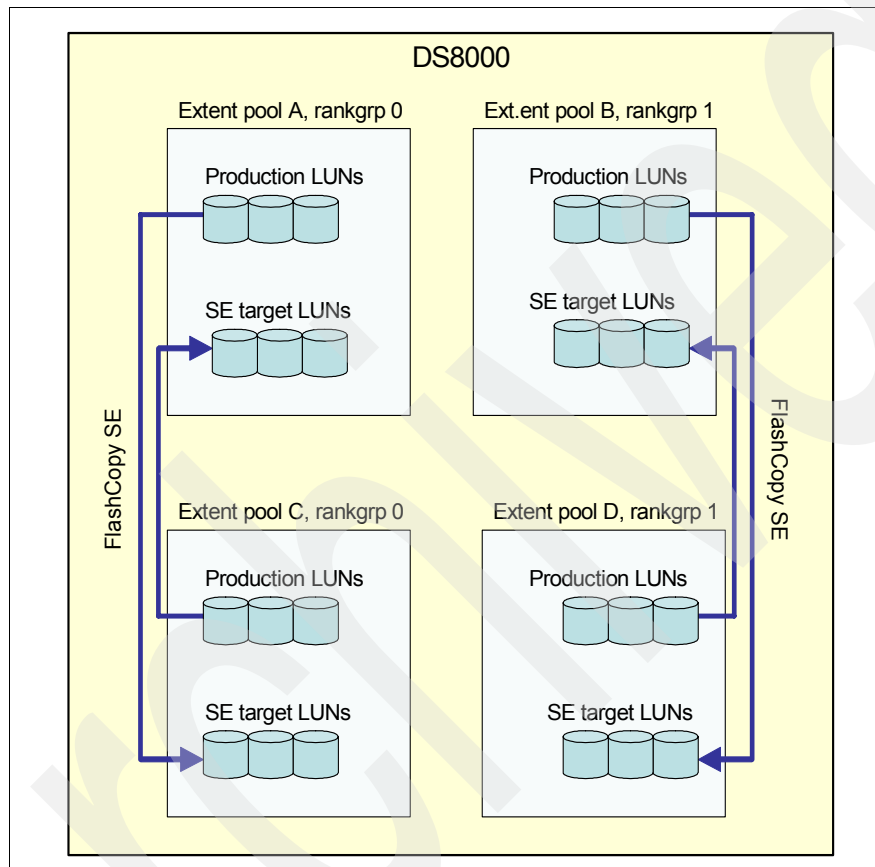 DS8000
Extent pool A, rankgrp 0
Ext.ent pool B, rankgrp 1
Production LUNs
Production LUNs
SE target LUNs
SE target LUNs
FlashCopy SE
FlashCopy SE
Extent pool C, rankgrp 0
Extent pool D, rankgrp 1
Production LUNs
Production LUNs
SE target LUNs
SE target LUNs